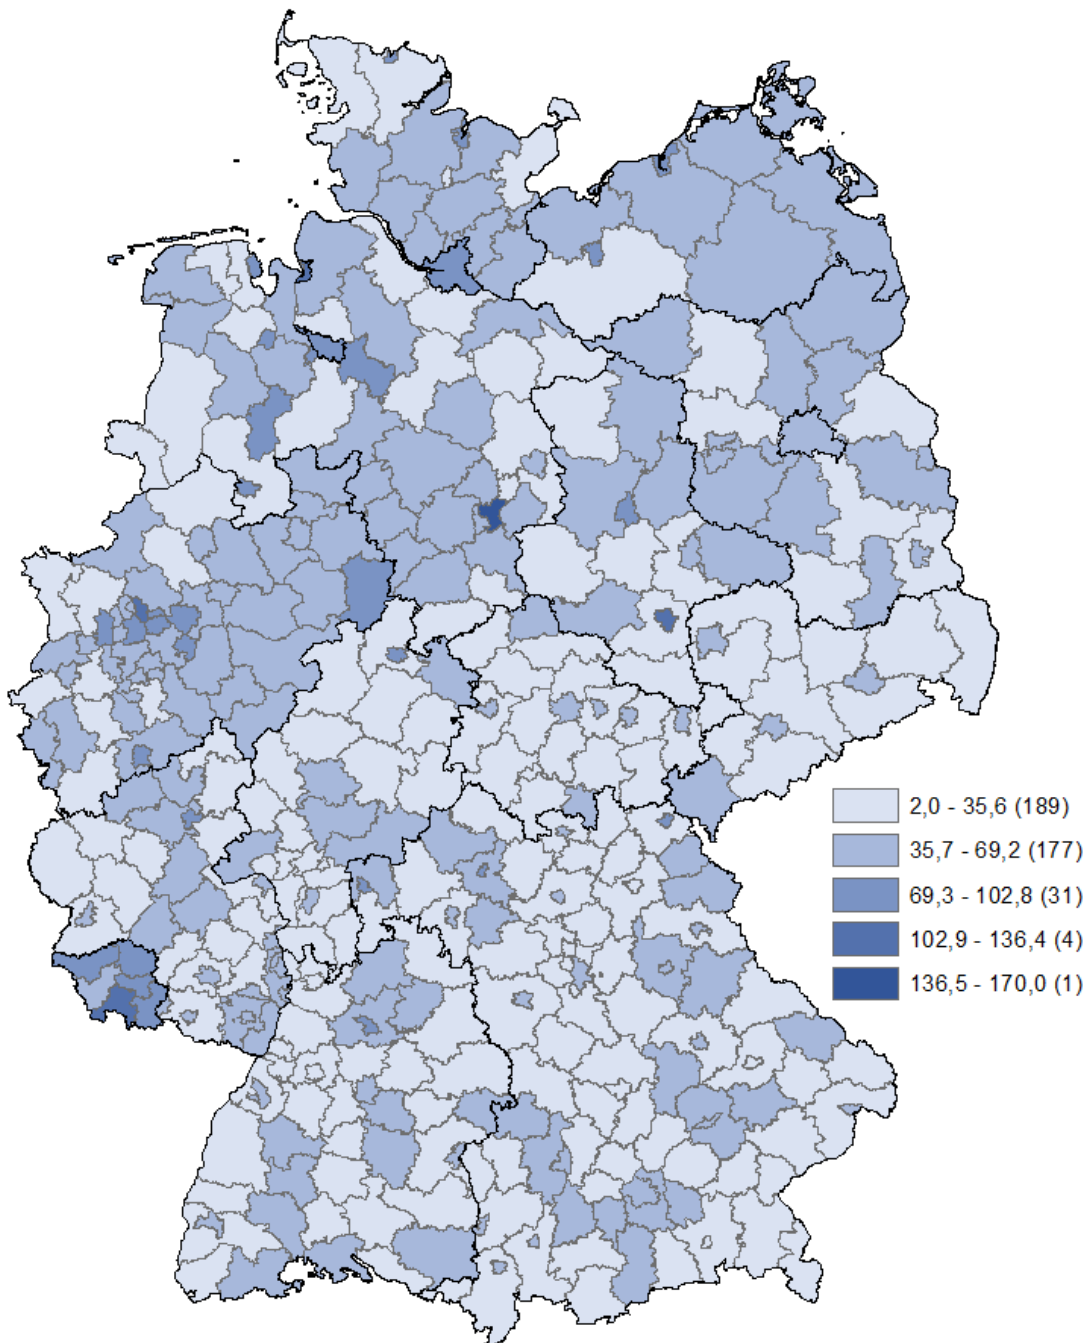 2,0 - 35,6 (189)
35,7 - 69,2 (177)
69,3 - 102,8 (31)
102,9 - 136,4 (4)
136,5 - 170,0 (1)